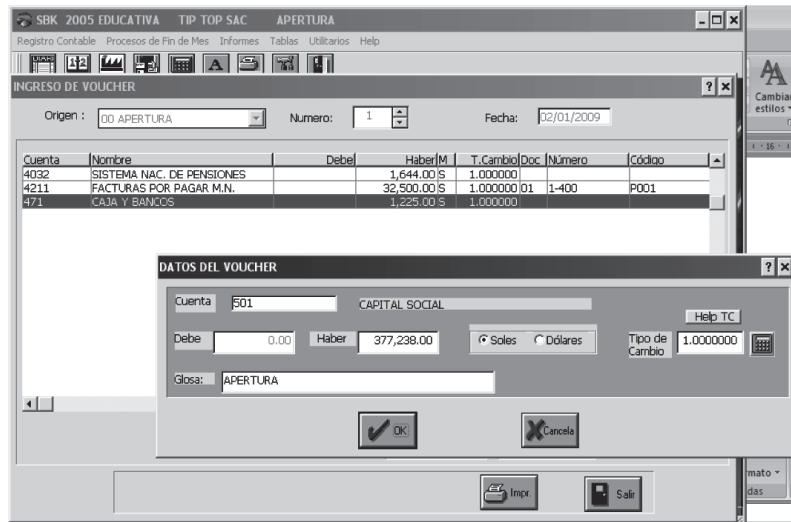 SBK 2005 EDUCATIVA TIP TOP SAC APERTURA
Registro Contable Procesos de Fin de Mes Informes Tablas Utilitarios Help
INGRESO DE VOUCHER
Origen : 00 APERTURA Numero: 1 Fecha: 02/01/2009
Cuenta Nombre Debe Haber M T.Cambio Doc Número Código
4032 SISTEMA NAC. DE PENSIONES 1,644.00 S 1.000000
4211 FACTURAS POR PAGAR M.N. 32,500.00 S 1.000000 01 1-400 P001
471 CAJA Y BANCOS 1,225.00 S 1.000000
DATOS DEL VOUCHER
Cuenta 501 CAPITAL SOCIAL
Help TC
Debe 0.00 Haber 377,238.00 Soles Dólares Tipo de Cambio 1.0000000
Glosa: APERTURA
OK Cancela
Impr. Salir
Cambiar
estilos
16
rmato
das